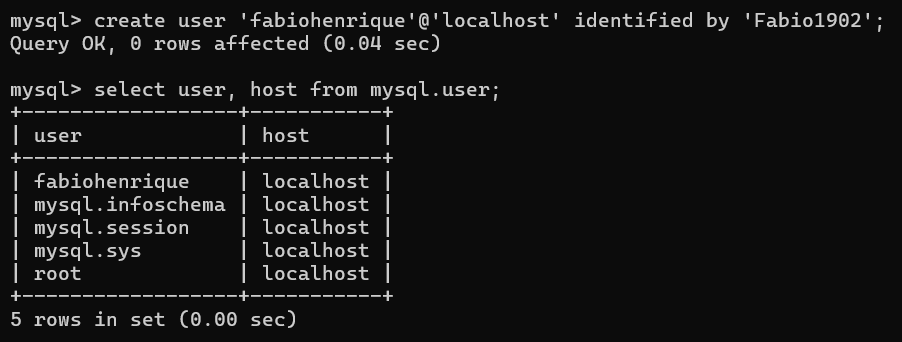 mysql> create user 'fabiohenrique'@'localhost' identified by 'Fabio1902';
Query OK, 0 rows affected (0.04 sec)

mysql> select user, host from mysql.user;
+------------------+-----------+
| user             | host      |
+------------------+-----------+
| fabiohenrique    | localhost |
| mysql.infoschema | localhost |
| mysql.session    | localhost |
| mysql.sys        | localhost |
| root             | localhost |
+------------------+-----------+
5 rows in set (0.00 sec)